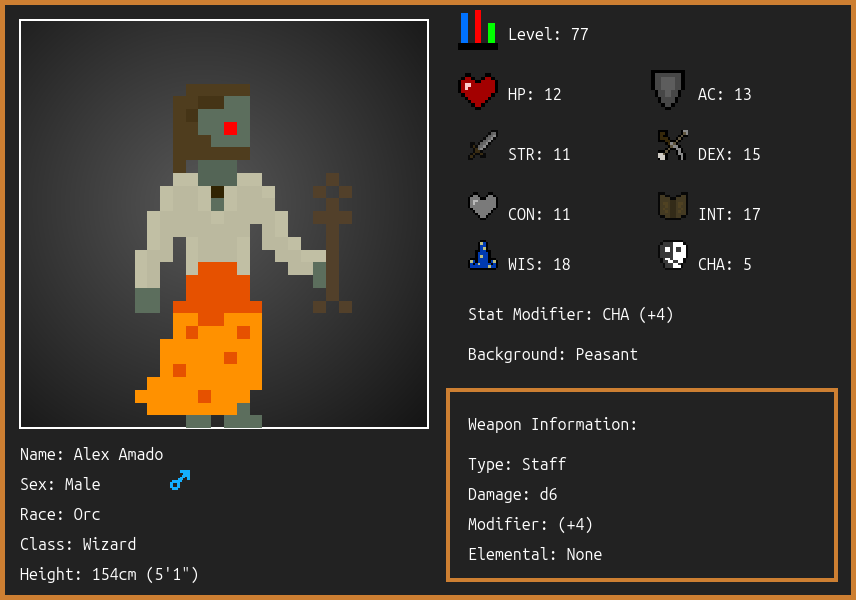 Level: 77
HP: 12
AC: 13
STR: 11
DEX: 15
CON: 11
INT: 17
WIS: 18
CHA: 5
Stat Modifier: CHA (+4)
Background: Peasant
Weapon Information:
Type: Staff
Damage: d6
Modifier: (+4)
Elemental: None
Name: Alex Amado
Sex: Male
Race: Orc
Class: Wizard
Height: 154cm (5'1")